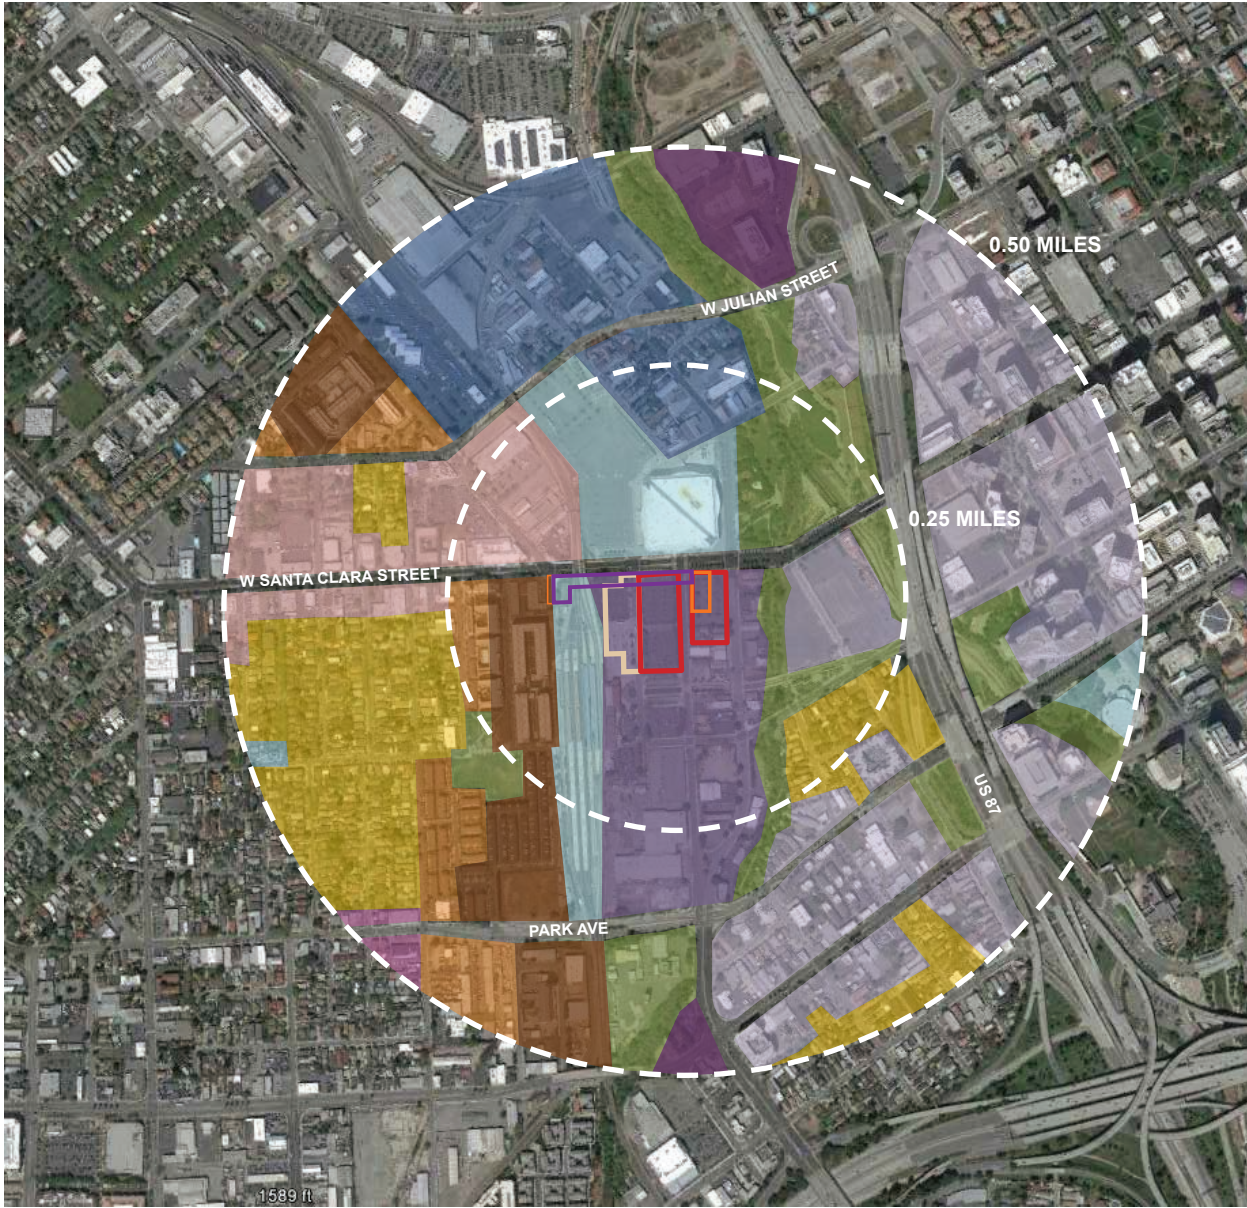 0.50 MILES
W JULIAN STREET
0.25 MILES
W SANTA CLARA STREET
US 87
PARK AVE
1589 ft